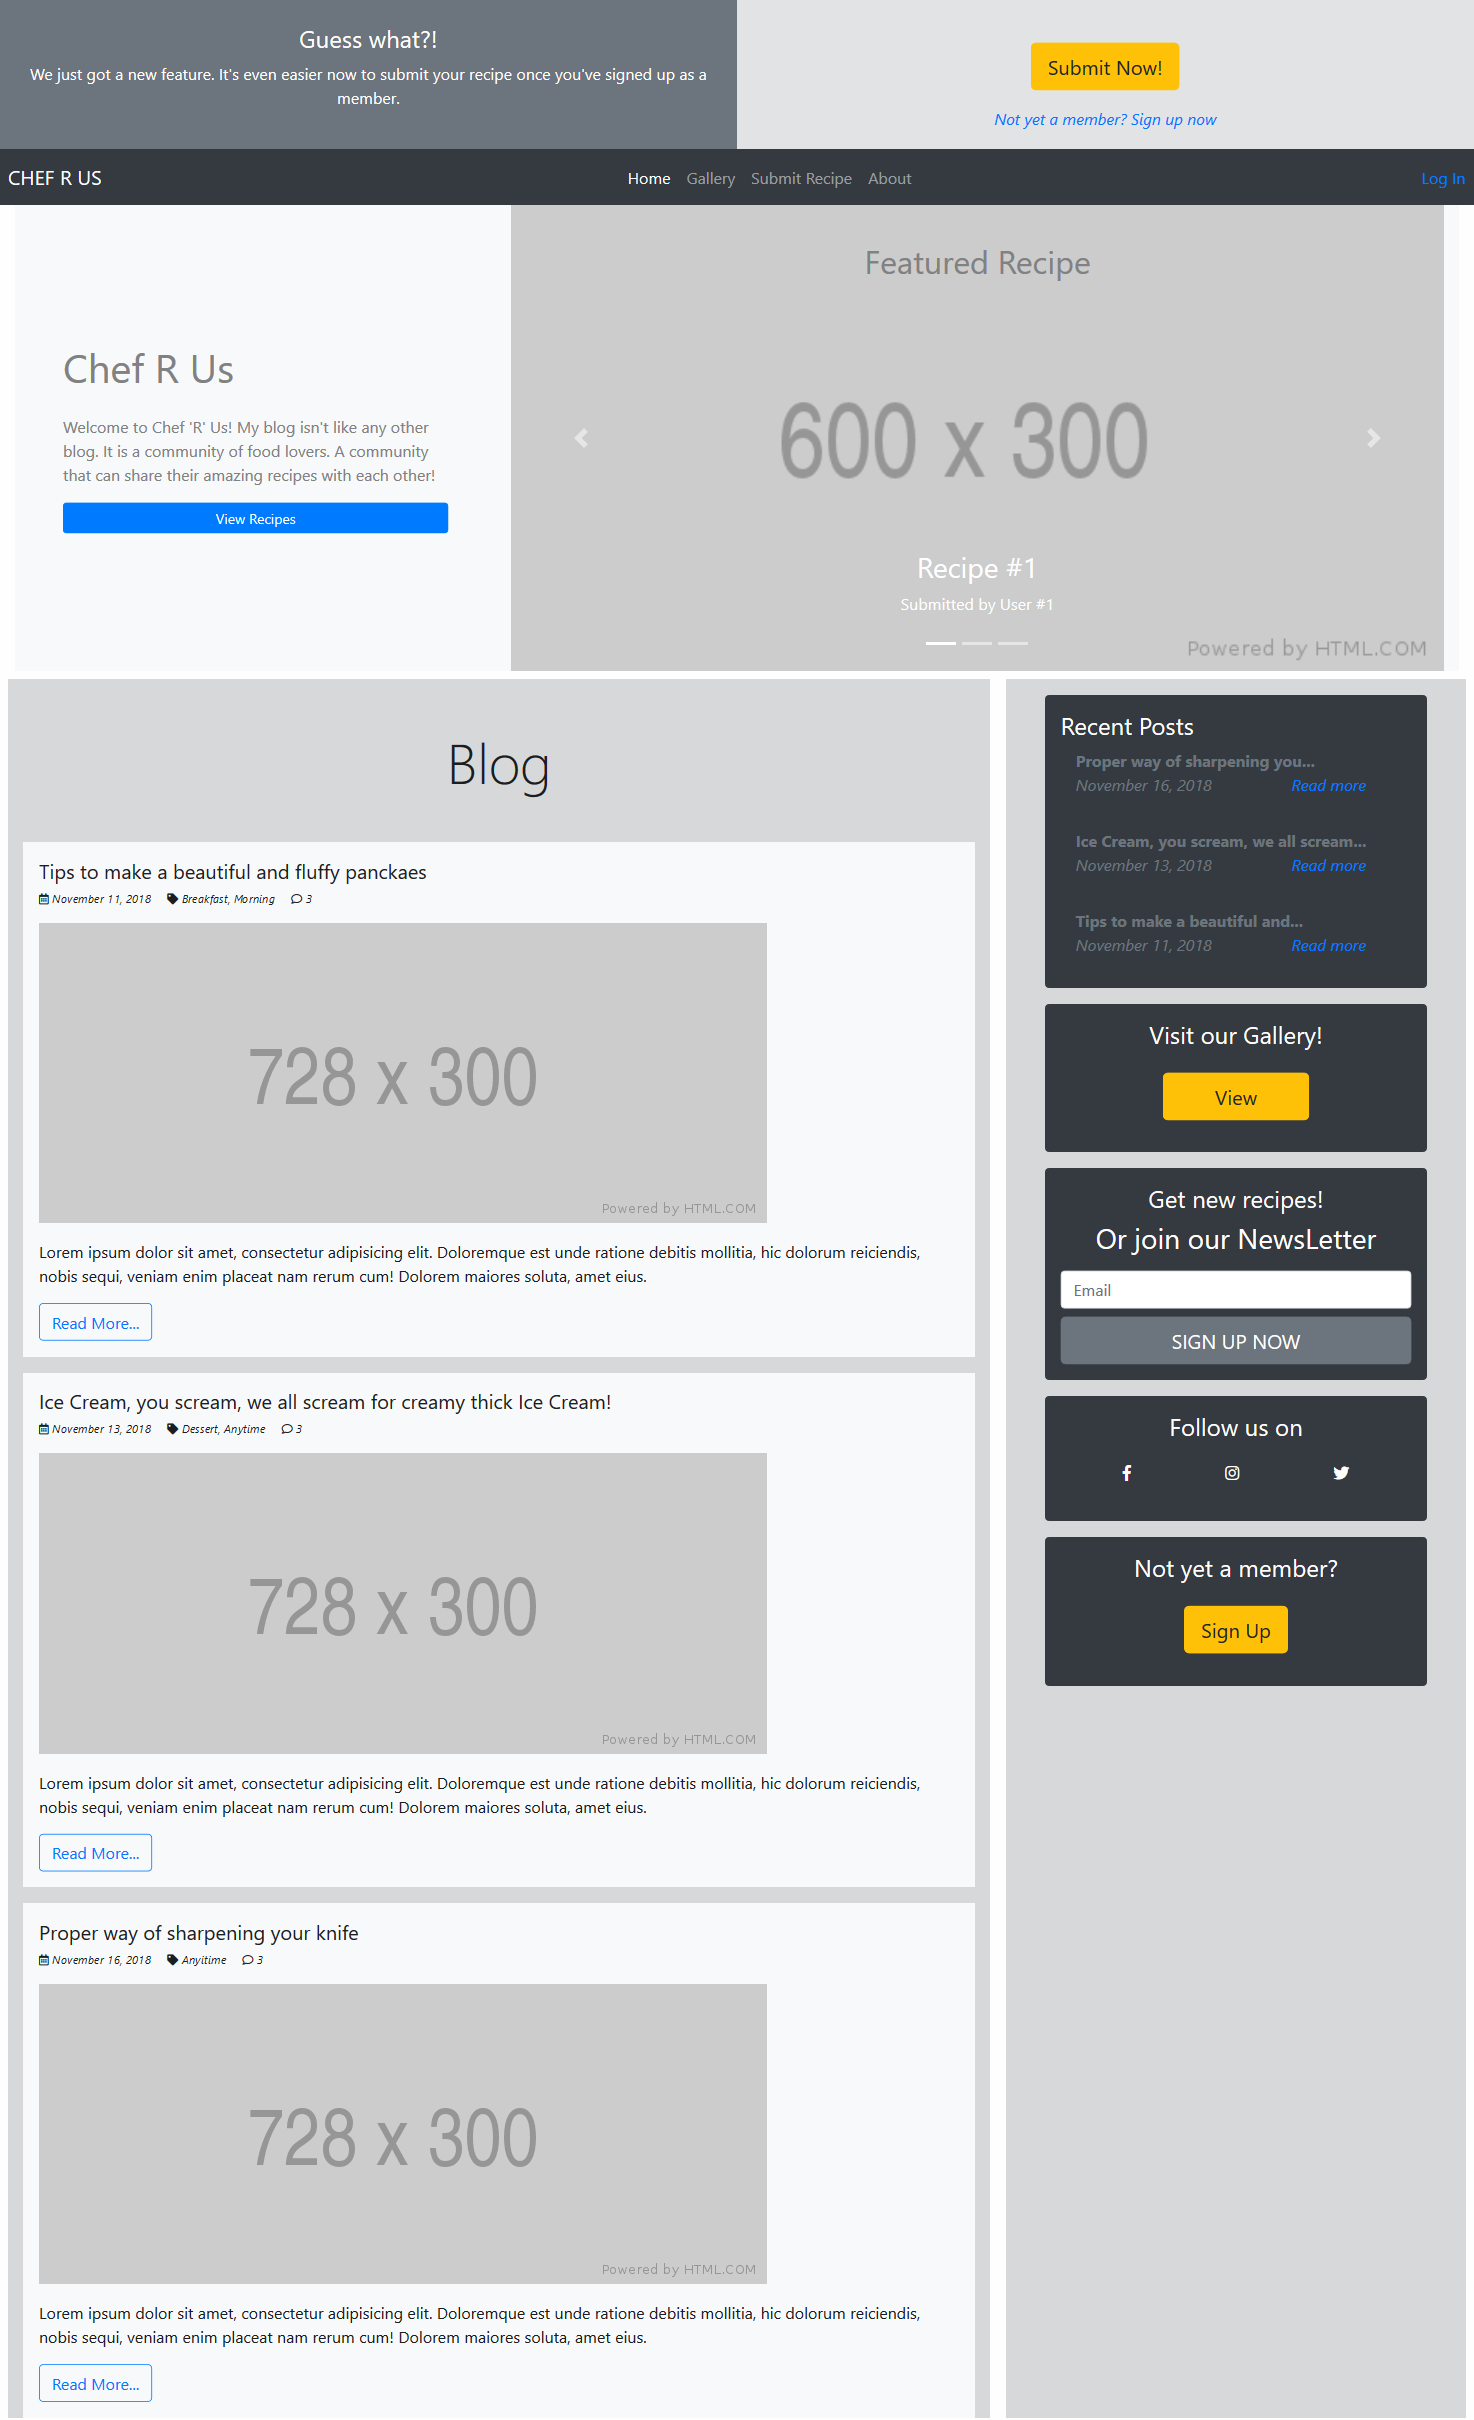 Guess what?!
We just got a new feature. It's even easier now to submit your recipe once you've signed up as a
member.
Submit Now!
Not yet a member? Sign up now
CHEF R US
Home Gallery Submit Recipe About
Log In
Chef R Us
Welcome to Chef 'R' Us! My blog isn't like any other
blog. It is a community of food lovers. A community
that can share their amazing recipes with each other!
View Recipes
Featured Recipe
600 x 300
Recipe #1
Submitted by User #1
Powered by HTML.COM
Blog
Tips to make a beautiful and fluffy panckaes
November 11, 2018 Breakfast, Morning 3
728 x 300
Powered by HTML.COM
Lorem ipsum dolor sit amet, consectetur adipisicing elit. Doloremque est unde ratione debitis mollitia, hic dolorum reiciendis,
nobis sequi, veniam enim placeat nam rerum cum! Dolorem maiores soluta, amet eius.
Read More...
Ice Cream, you scream, we all scream for creamy thick Ice Cream!
November 13, 2018 Dessert, Anytime 3
728 x 300
Powered by HTML.COM
Lorem ipsum dolor sit amet, consectetur adipisicing elit. Doloremque est unde ratione debitis mollitia, hic dolorum reiciendis,
nobis sequi, veniam enim placeat nam rerum cum! Dolorem maiores soluta, amet eius.
Read More...
Proper way of sharpening your knife
November 16, 2018 Anyitime 3
728 x 300
Powered by HTML.COM
Lorem ipsum dolor sit amet, consectetur adipisicing elit. Doloremque est unde ratione debitis mollitia, hic dolorum reiciendis,
nobis sequi, veniam enim placeat nam rerum cum! Dolorem maiores soluta, amet eius.
Read More...
Recent Posts
Proper way of sharpening you...
November 16, 2018 Read more
Ice Cream, you scream, we all scream...
November 13, 2018 Read more
Tips to make a beautiful and...
November 11, 2018 Read more
Visit our Gallery!
View
Get new recipes!
Or join our NewsLetter
Email
SIGN UP NOW
Follow us on
Not yet a member?
Sign Up